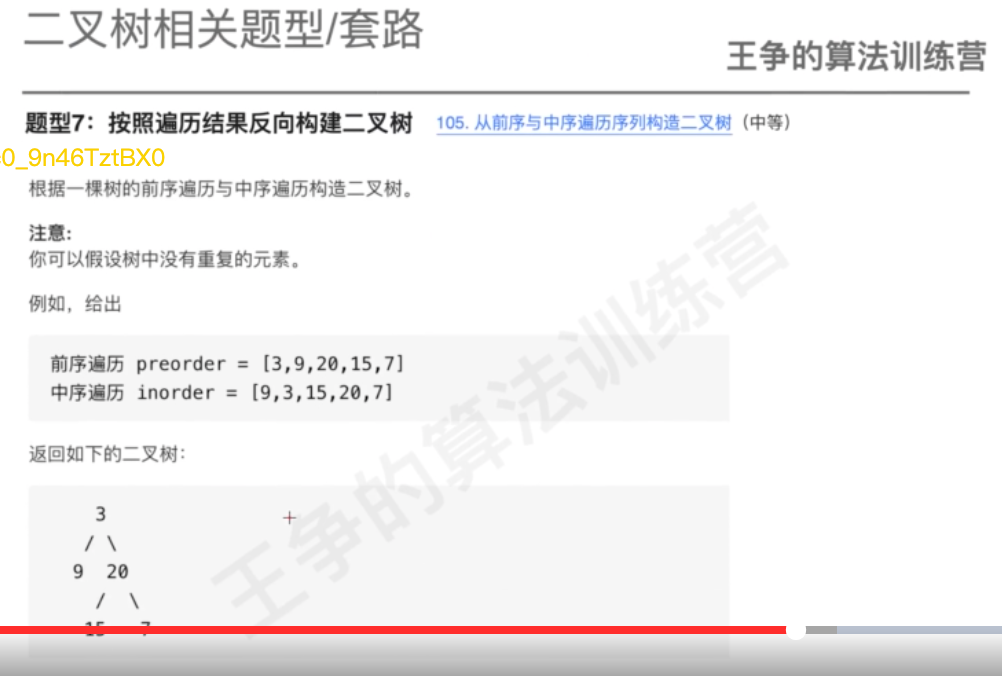 二叉树相关题型/套路
王争的算法训练营
题型7：按照遍历结果反向构建二叉树 105. 从前序与中序遍历序列构造二叉树（中等）
0_9n46TztBX0
根据一棵树的前序遍历与中序遍历构造二叉树。
注意:
你可以假设树中没有重复的元素。
例如，给出
前序遍历 preorder = [3,9,20,15,7]
中序遍历 inorder = [9,3,15,20,7]
返回如下的二叉树：
3
/ \
9 20
/ \
15 7
王争的算法训练营